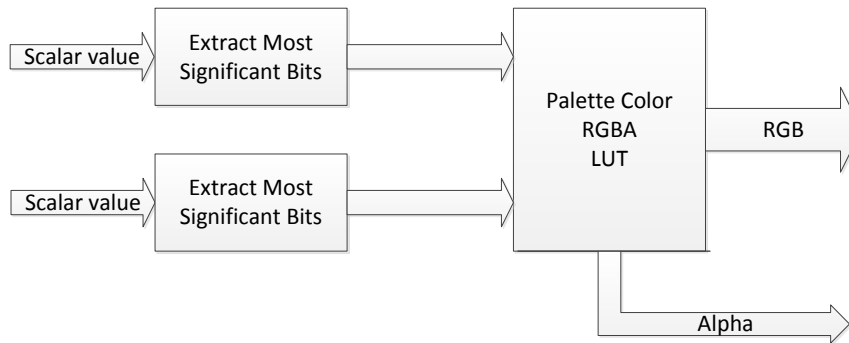 Scalar value
Extract Most
Significant Bits
Palette Color
RGBA
LUT
RGB
Scalar value
Extract Most
Significant Bits
Alpha